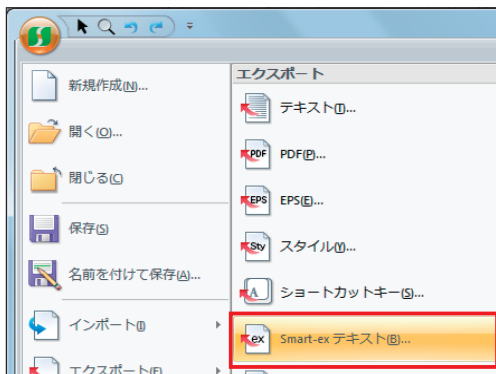 新規作成(N)...
開く(O)...
閉じる(C)
保存(S)
名前を付けて保存(A)...
インポート(I)
エクスポート(F)
エクスポート
テキスト(T)...
PDF
PDF(P)...
EPS
EPS(E)...
Sty
スタイル(Y)...
A
ショートカットキー(S)...
ex
Smart-ex テキスト(B)...